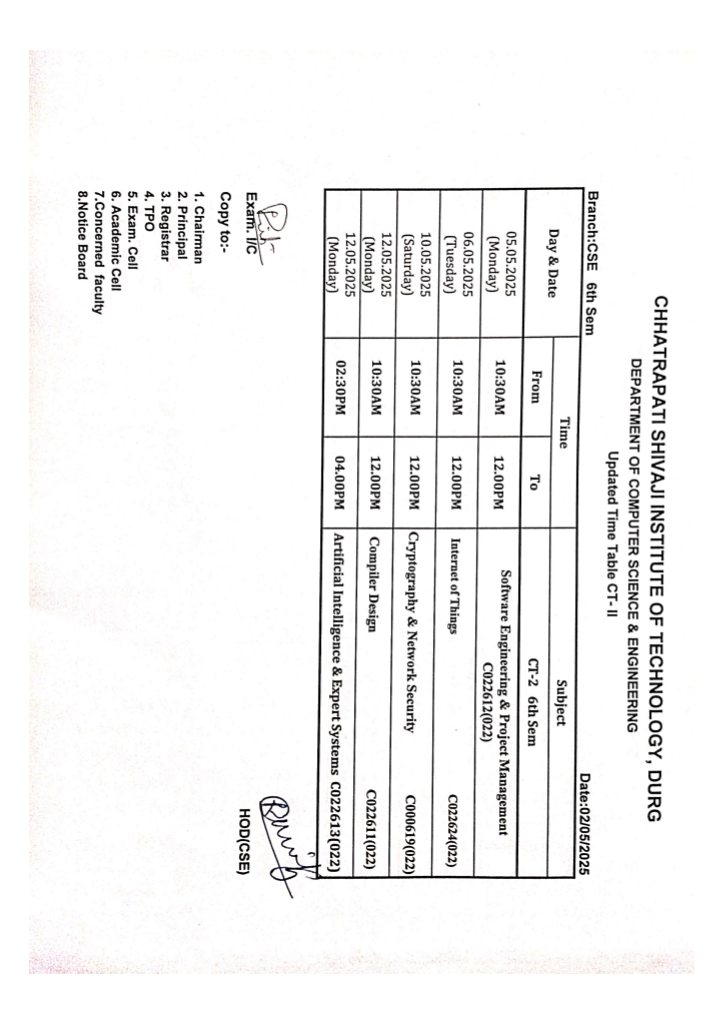 CHHATRAPATI SHIVAJI INSTITUTE OF TECHNOLOGY, DURG
DEPARTMENT OF COMPUTER SCIENCE & ENGINEERING
Updated Time Table CT- II
Branch:CSE 6th Sem Date:02/05/2025
Day & Date Time Subject
From To CT-2 6th Sem
05.05.2025 (Monday) 10:30AM 12.00PM Software Engineering & Project Management C022612(022)
06.05.2025 (Tuesday) 10:30AM 12.00PM Internet of Things C022624(022)
10.05.2025 (Saturday) 10:30AM 12.00PM Cryptography & Network Security C000619(022)
12.05.2025 (Monday) 10:30AM 12.00PM Compiler Design C022611(022)
12.05.2025 (Monday) 02:30PM 04.00PM Artificial Intelligence & Expert Systems C022613(022)
Exam. I/C HOD(CSE)
Copy to:-
1. Chairman
2. Principal
3. Registrar
4. TPO
5. Exam. Cell
6. Academic Cell
7.Concerned faculty
8.Notice Board